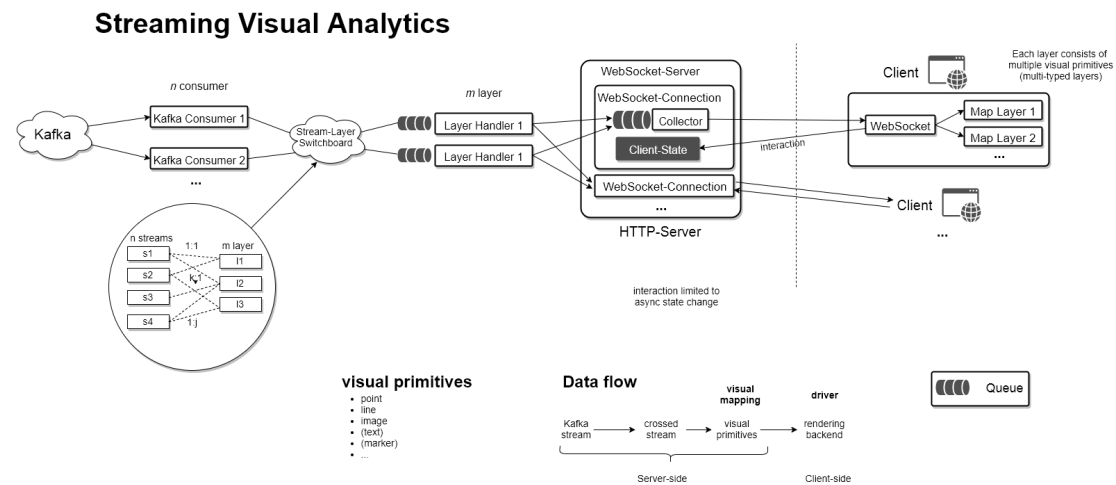 Streaming Visual Analytics
n consumer
Kafka
Kafka Consumer 1
Kafka Consumer 2
...
Stream-Layer
Switchboard
m layer
Layer Handler 1
Layer Handler 1
WebSocket-Server
WebSocket-Connection
Collector
Client-State
WebSocket-Connection
...
HTTP-Server
interaction
Client
Each layer consists of
multiple visual primitives
(multi-typed layers)
WebSocket
Map Layer 1
Map Layer 2
...
Client
...
n streams
1:1
m layer
s1
s2
s3
s4
k:1
1:j
l1
l2
l3
interaction limited to
async state change
visual primitives
• point
• line
• image
• (text)
• (marker)
• ...
Data flow
visual
mapping
driver
Kafka
stream
crossed
stream
visual
primitives
rendering
backend
Server-side
Client-side
Queue